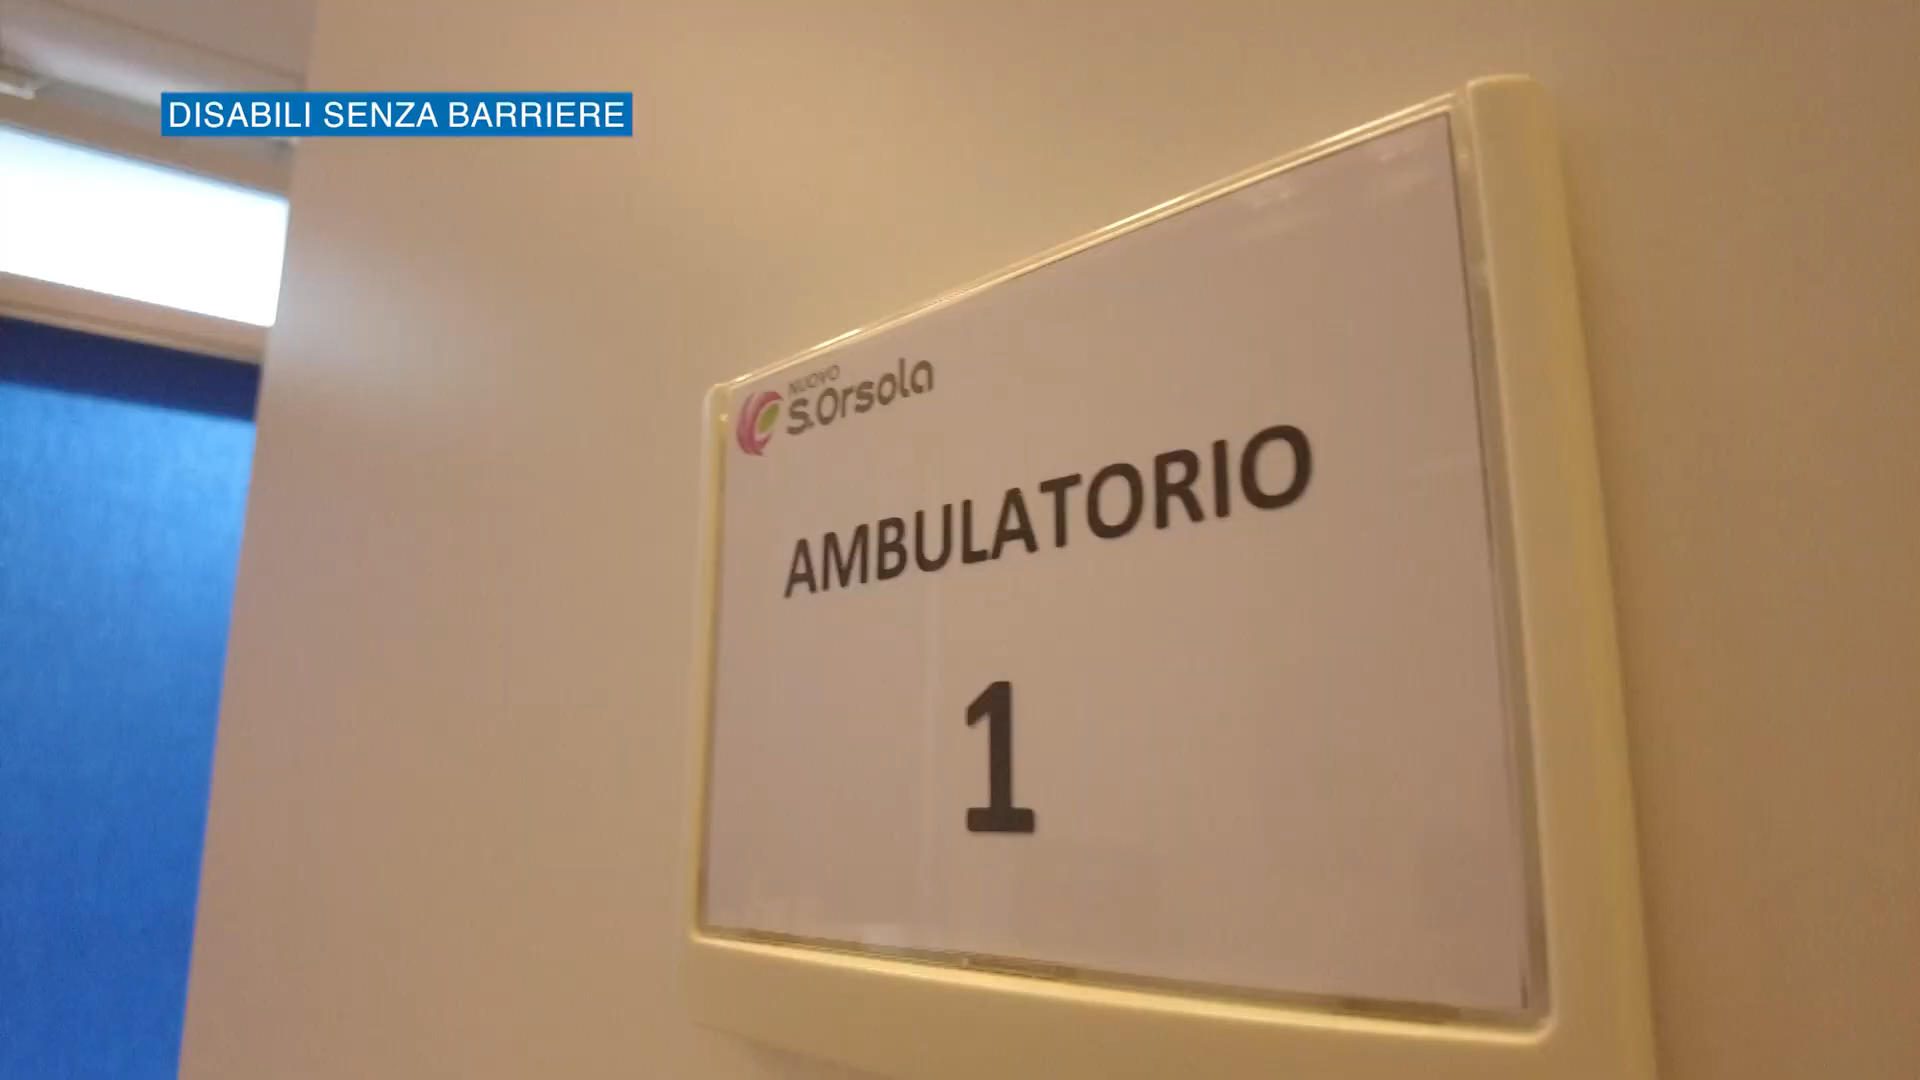 DISABILI SENZA BARRIERE
NUOVO
S.Orsola
AMBULATORIO
1